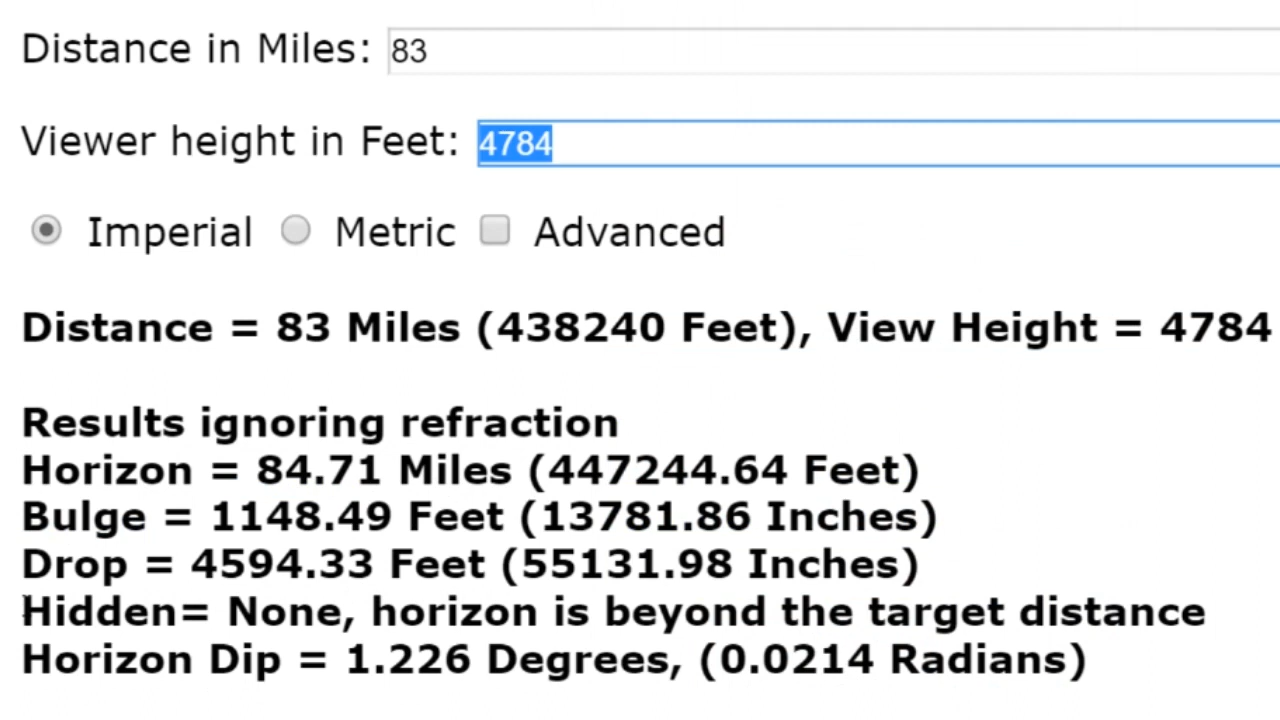 Distance in Miles: 83
Viewer height in Feet: 4784
Imperial Metric Advanced
Distance = 83 Miles (438240 Feet), View Height = 4784
Results ignoring refraction
Horizon = 84.71 Miles (447244.64 Feet)
Bulge = 1148.49 Feet (13781.86 Inches)
Drop = 4594.33 Feet (55131.98 Inches)
Hidden= None, horizon is beyond the target distance
Horizon Dip = 1.226 Degrees, (0.0214 Radians)